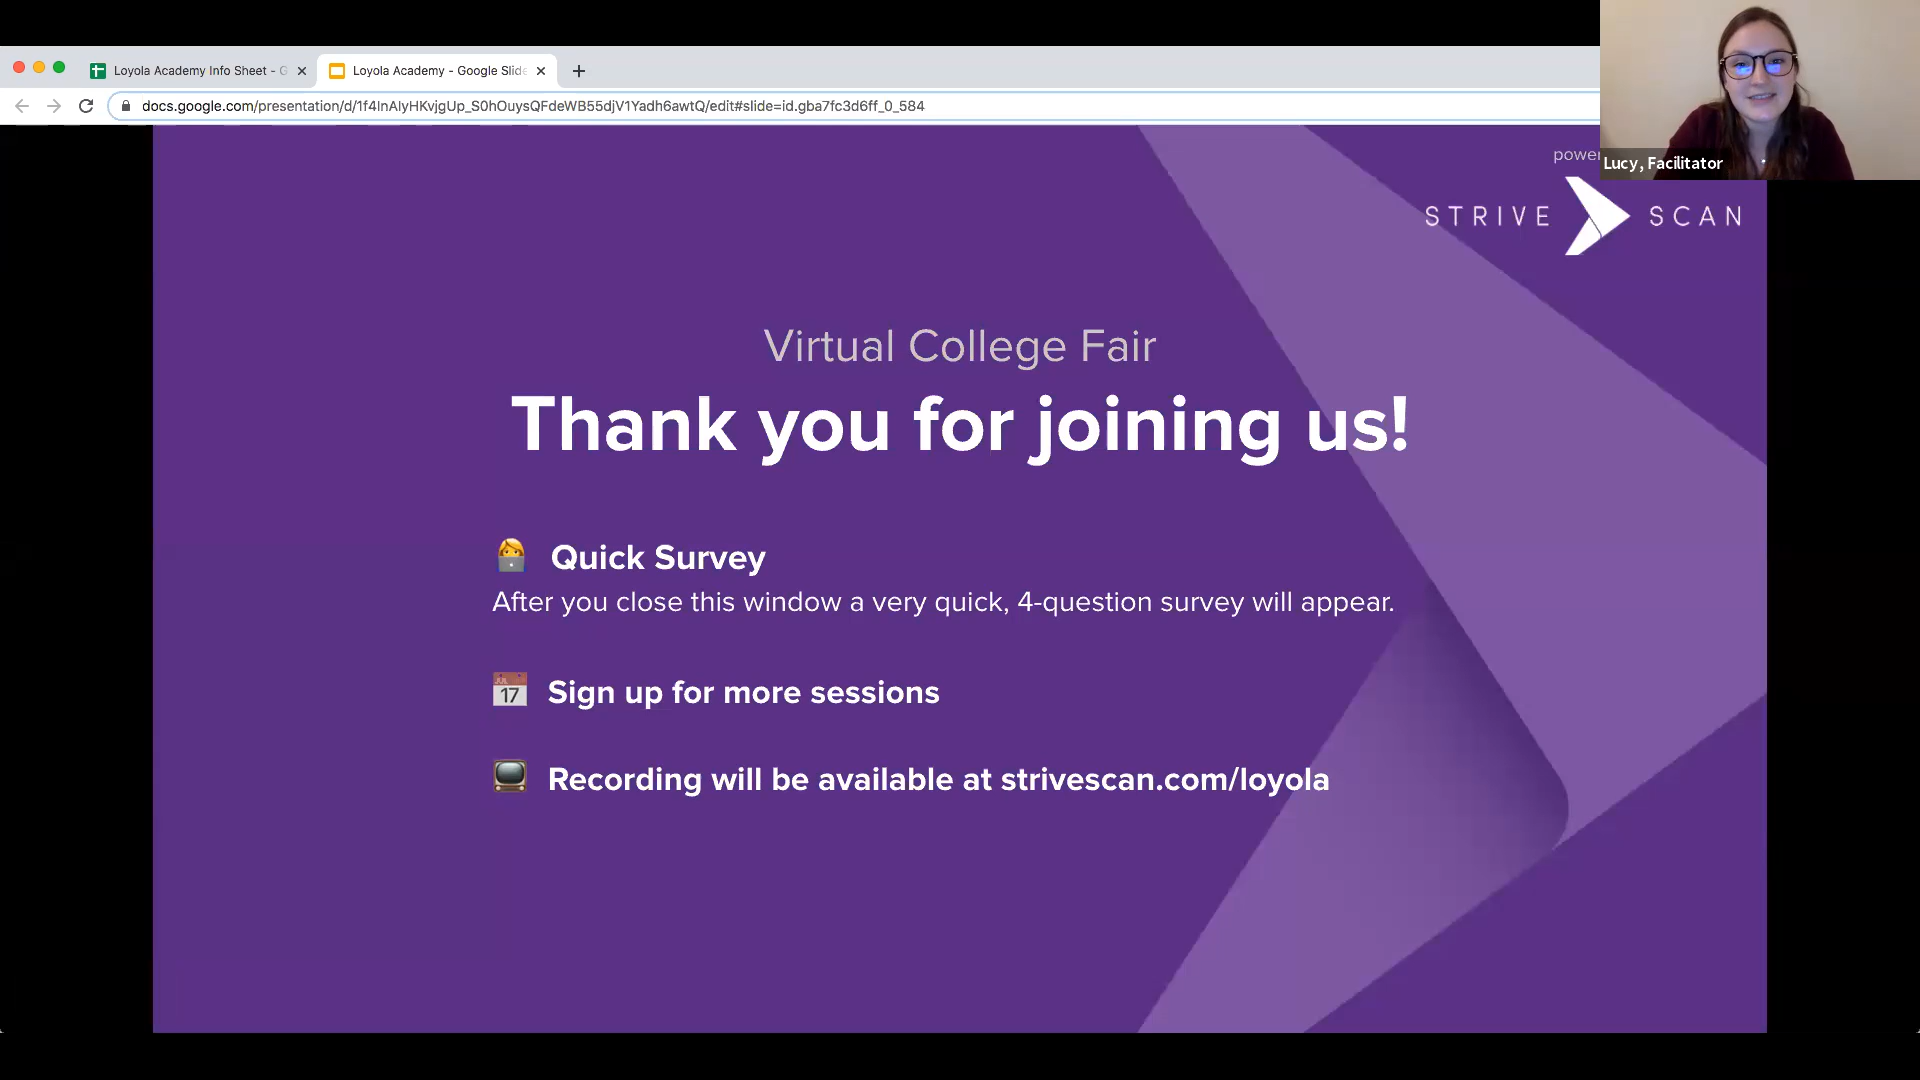 Loyola Academy Info Sheet - G
Loyola Academy - Google Slide
docs.google.com/presentation/d/1f4lnAlyHKvjgUp_S0hOuysQFdeWB55djV1Yadh6awtQ/edit#slide=id.gba7fc3d6ff_0_584
Lucy, Facilitator
STRIVE SCAN
Virtual College Fair
Thank you for joining us!
Quick Survey
After you close this window a very quick, 4-question survey will appear.
JUL
17
Sign up for more sessions
Recording will be available at strivescan.com/loyola